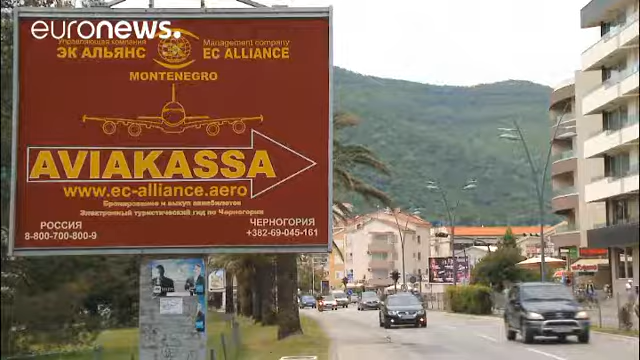 euronews.
Управляющая компания
ЭК АЛЬЯНС
Management company
EC ALLIANCE
MONTENEGRO
AVIAKASSA
www.ec-alliance.aero
Бронирование и выкуп авиабилетов
Электронный туристический гид по Черногории
РОССИЯ
8-800-700-800-9
ЧЕРНОГОРИЯ
+382-69-045-161